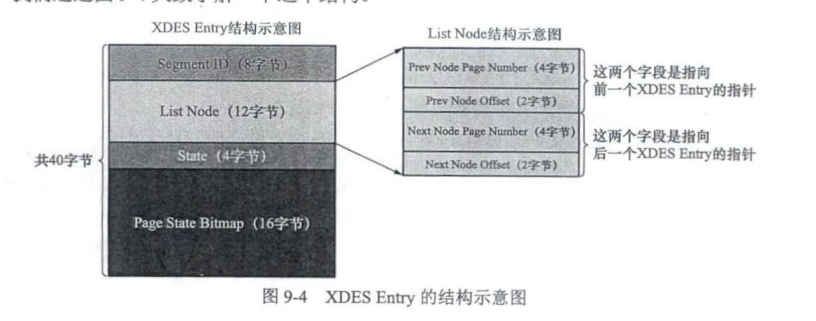 XDES Entry结构示意图
List Node结构示意图
Segment ID（8字节）
List Node（12字节）
State（4字节）
Page State Bitmap（16字节）
共40字节
Prev Node Page Number（4字节）
Prev Node Offset（2字节）
Next Node Page Number（4字节）
Next Node Offset（2字节）
这两个字段是指向
前一个XDES Entry的指针
这两个字段是指向
后一个XDES Entry的指针
图 9-4 XDES Entry 的结构示意图